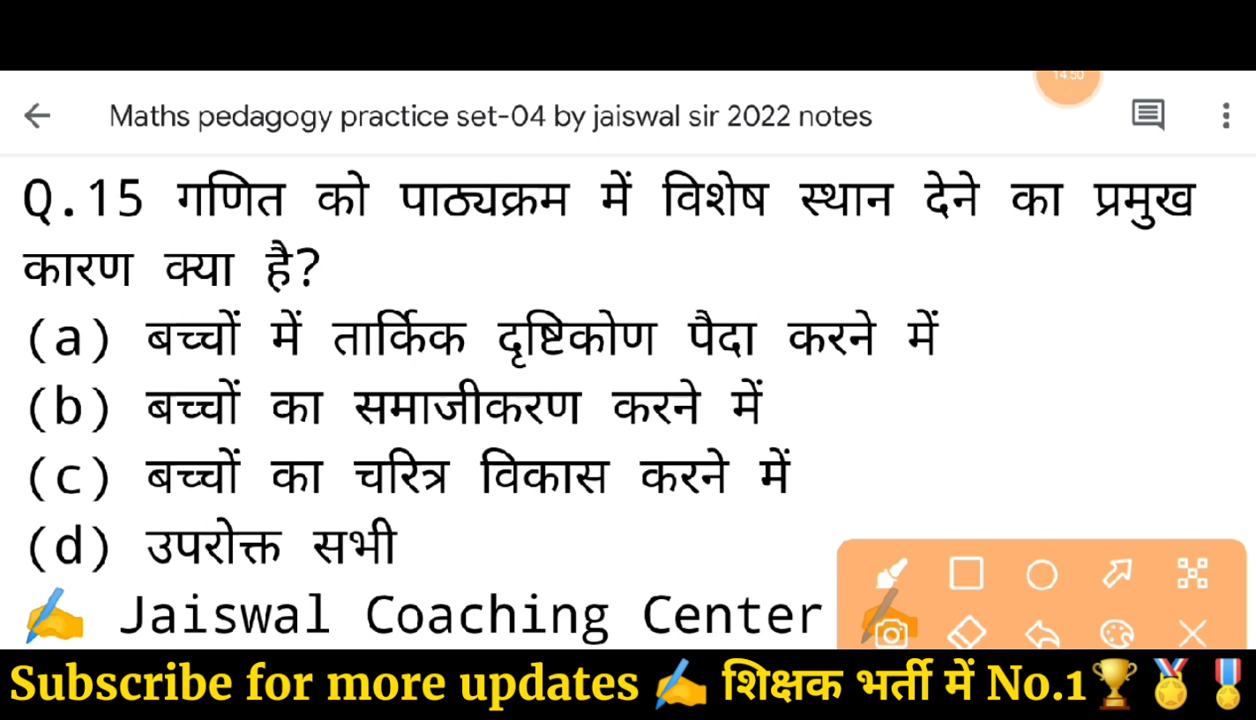 14:50
Maths pedagogy practice set-04 by jaiswal sir 2022 notes
Q.15 गणित को पाठ्यक्रम में विशेष स्थान देने का प्रमुख
कारण क्या है?
(a) बच्चों में तार्किक दृष्टिकोण पैदा करने में
(b) बच्चों का समाजीकरण करने में
(c) बच्चों का चरित्र विकास करने में
(d) उपरोक्त सभी
✍ Jaiswal Coaching Center ✍
Subscribe for more updates ✍ शिक्षक भर्ती में No.1🏆🏅🎖